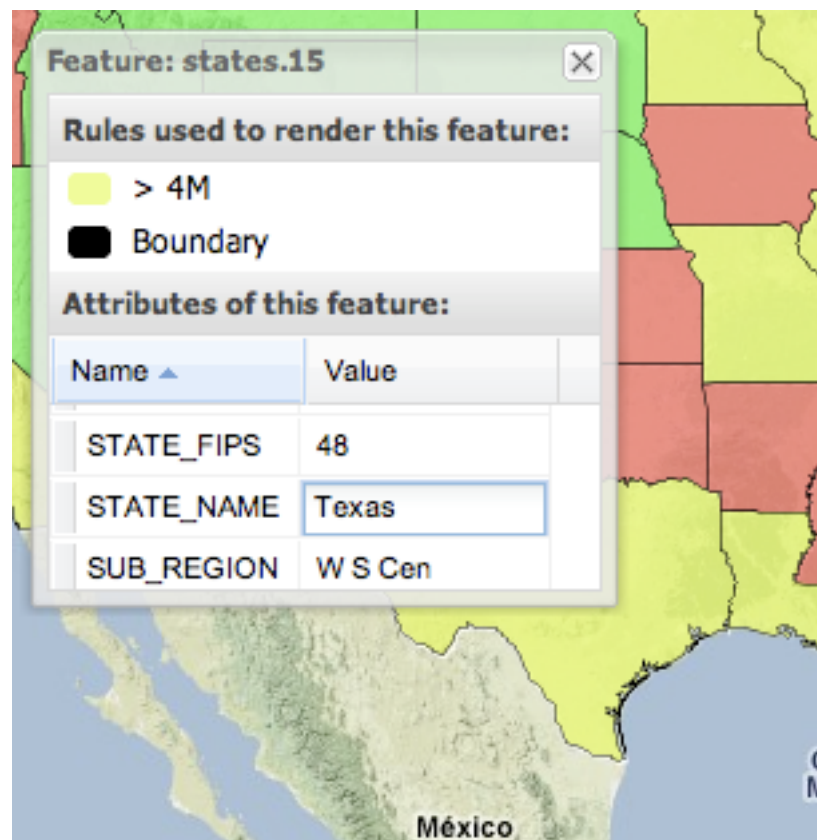 Feature: states.15
Rules used to render this feature:
> 4M
Boundary
Attributes of this feature:
Name Value
STATE_FIPS 48
STATE_NAME Texas
SUB_REGION W S Cen
México